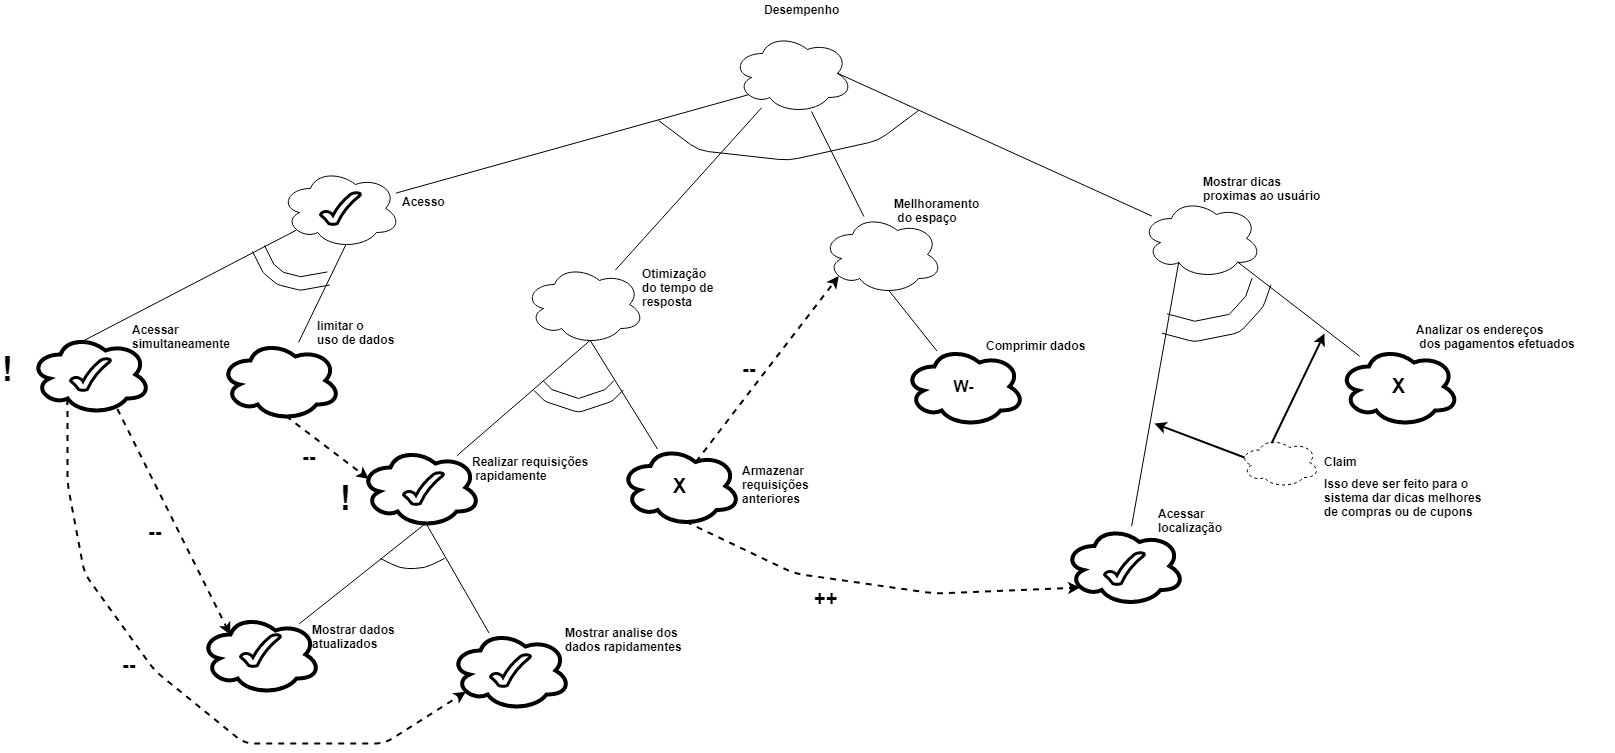 Desempenho
Acesso
Mostrar dicas
proximas ao usuário
Mellhoramento
do espaço
Otimização
do tempo de
resposta
Acessar
simultaneamente
limitar o
uso de dados
!
Comprimir dados
W-
Analizar os endereços
dos pagamentos efetuados
X
--
--
Realizar requisições
rapidamente
!
X
Armazenar
requisições
anteriores
Claim
Isso deve ser feito para o
sistema dar dicas melhores
de compras ou de cupons
Acessar
localização
--
++
Mostrar dados
atualizados
Mostrar analise dos
dados rapidamentes
--